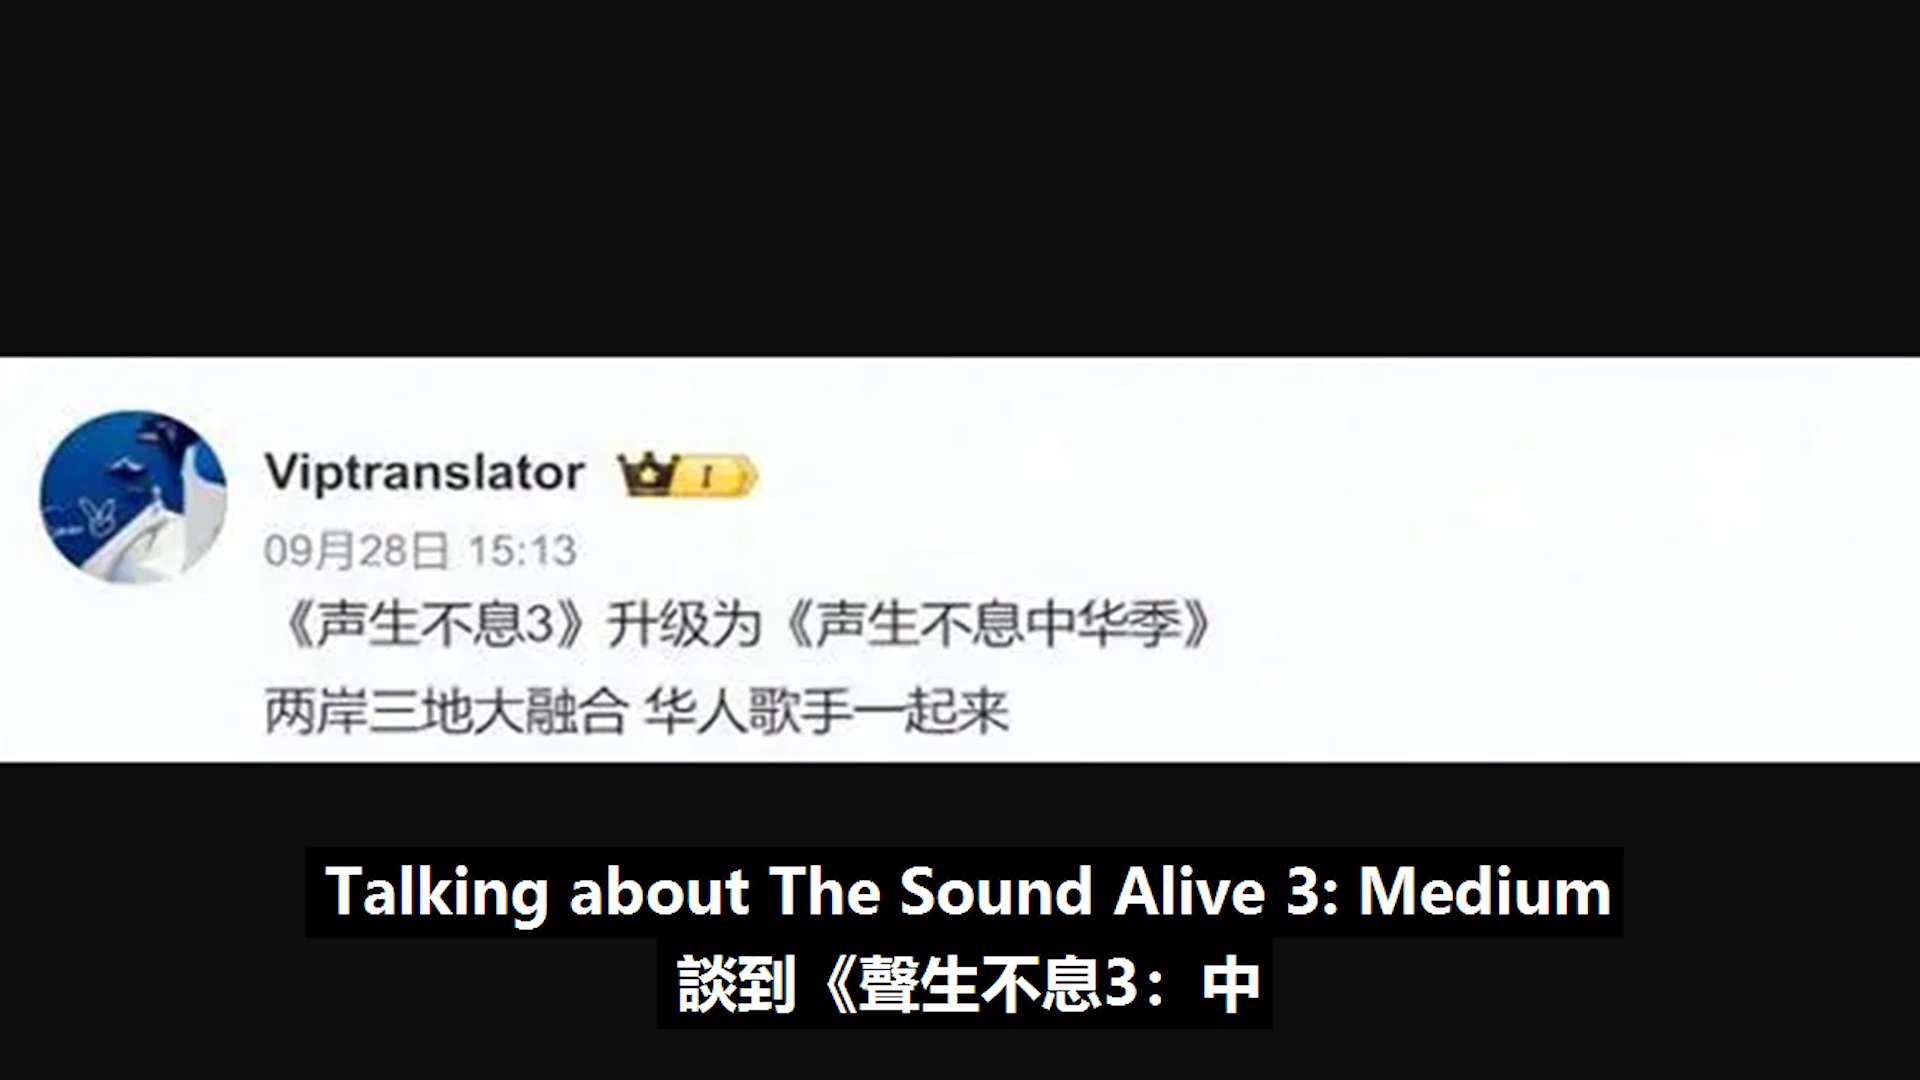 Viptranslator
09月28日 15:13
《声生不息3》升级为《声生不息中华季》
两岸三地大融合 华人歌手一起来
Talking about The Sound Alive 3: Medium
談到《聲生不息3：中